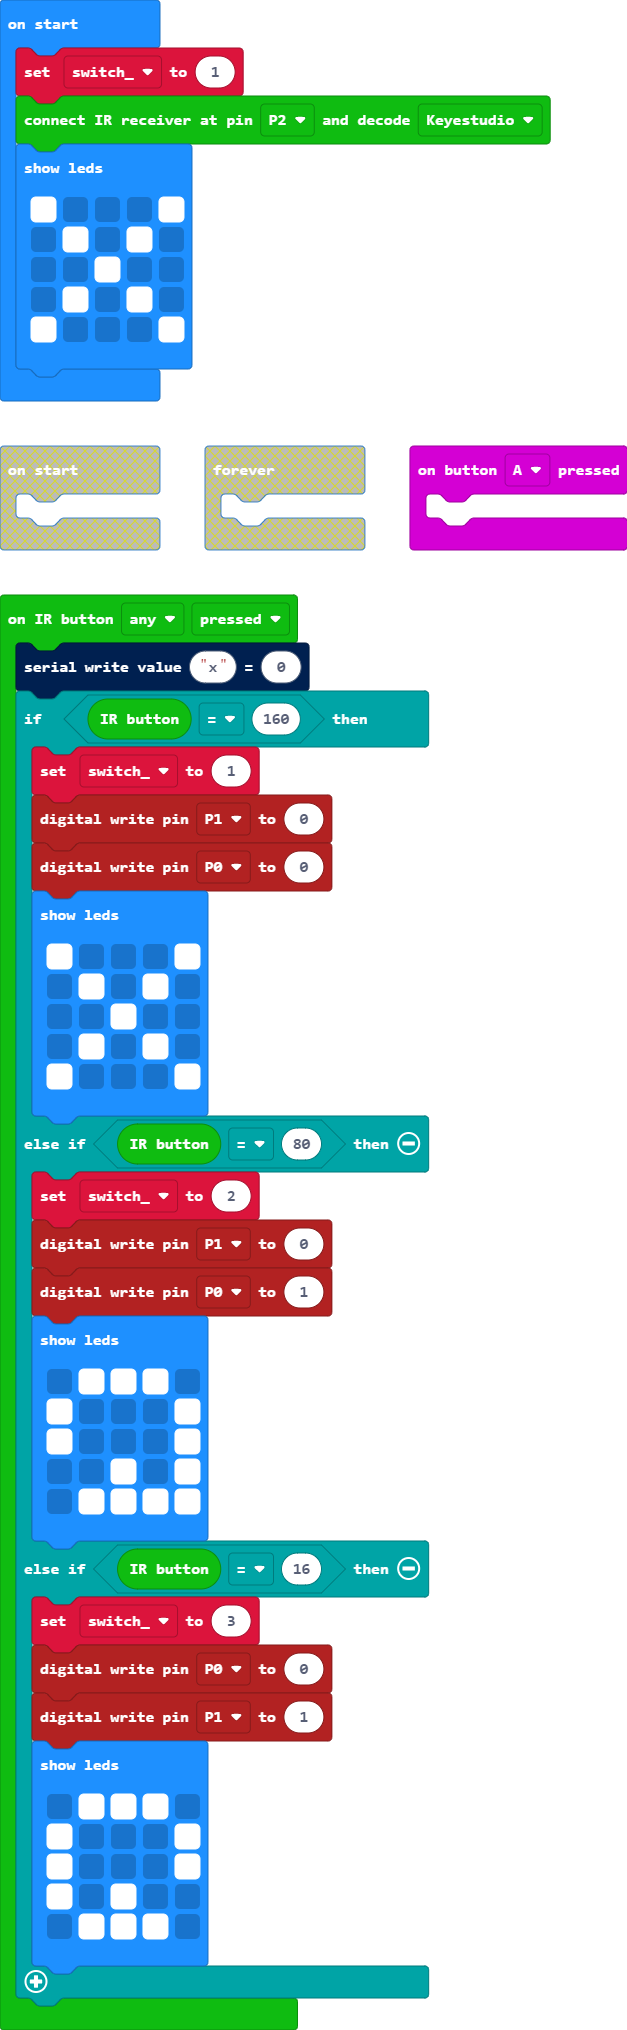 on start
set switch_ to 1
connect IR receiver at pin P2 and decode Keyestudio
show leds
on start
forever
on button A pressed
on IR button any pressed
serial write value "x" = 0
if IR button = 160 then
set switch_ to 1
digital write pin P1 to 0
digital write pin P0 to 0
show leds
else if IR button = 80 then
set switch_ to 2
digital write pin P1 to 0
digital write pin P0 to 1
show leds
else if IR button = 16 then
set switch_ to 3
digital write pin P0 to 0
digital write pin P1 to 1
show leds